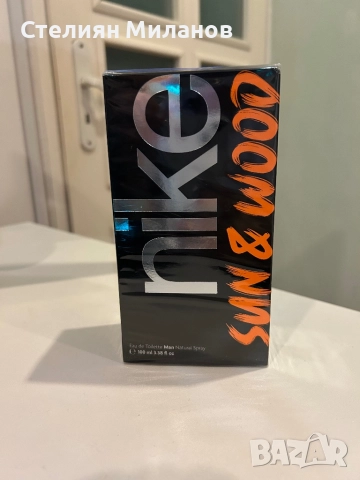 Стелиян Миланов
nike
SUN & WOOD
Eau de Toilette Man Natural Spray
100 ml 3.38 fl oz
BAZAR